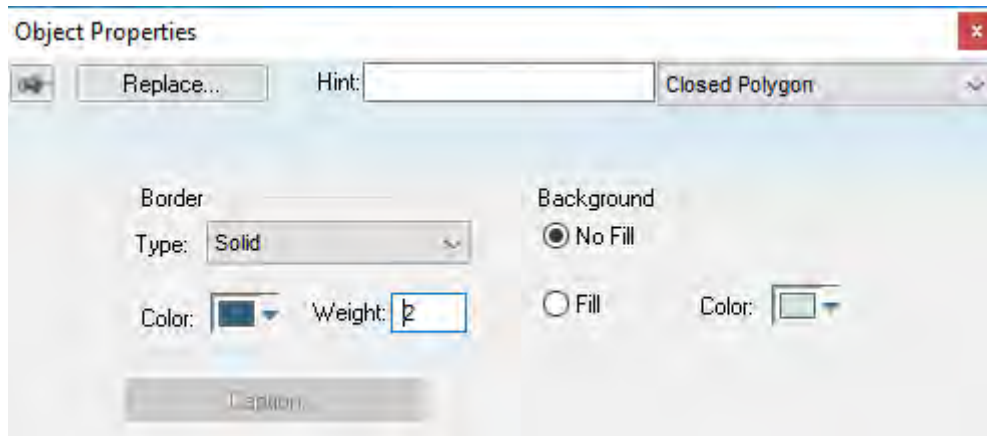 Object Properties
Replace... Hint: Closed Polygon
Border Background
Type: Solid No Fill
Color: Weight: 2 Fill Color:
Caption...